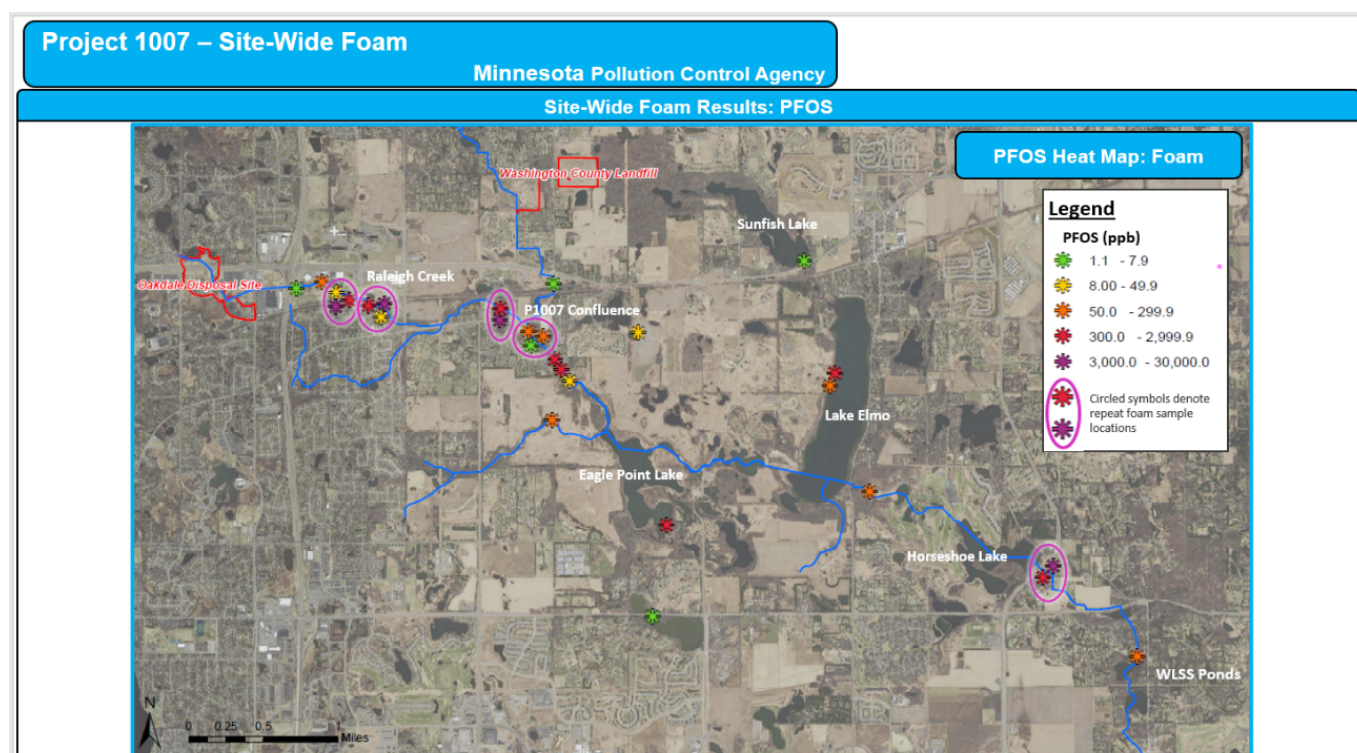 Project 1007 – Site-Wide Foam
Minnesota Pollution Control Agency
Site-Wide Foam Results: PFOS
PFOS Heat Map: Foam
Washington County Landfill
Sunfish Lake
Oakdale Disposal Site
Raleigh Creek
P1007 Confluence
Lake Elmo
Eagle Point Lake
Horseshoe Lake
WLSS Ponds
Legend
PFOS (ppb)
1.1 - 7.9
8.00 - 49.9
50.0 - 299.9
300.0 - 2,999.9
3,000.0 - 30,000.0
Circled symbols denote
repeat foam sample
locations
N
0 0.25 0.5 1
Miles